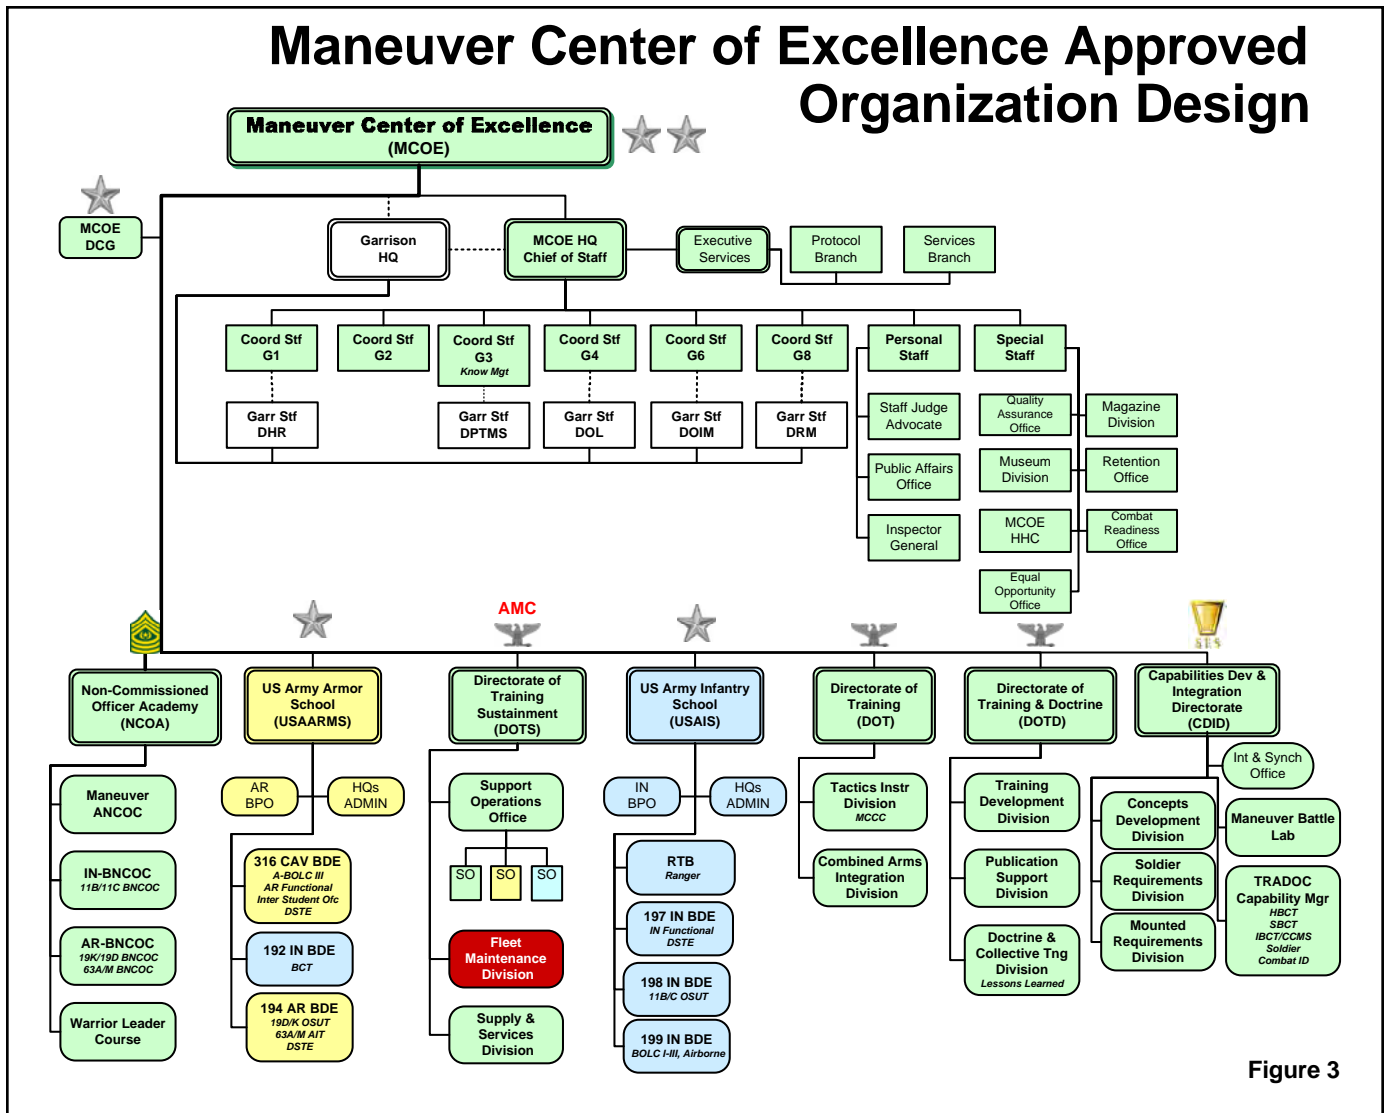 Maneuver Center of Excellence Approved
Organization Design
Maneuver Center of Excellence
(MCOE)
MCOE
DCG
Garrison
HQ
MCOE HQ
Chief of Staff
Executive
Services
Protocol
Branch
Services
Branch
Coord Stf
G1
Coord Stf
G2
Coord Stf
G3
Know Mgt
Coord Stf
G4
Coord Stf
G6
Coord Stf
G8
Personal
Staff
Special
Staff
Garr Stf
DHR
Garr Stf
DPTMS
Garr Stf
DOL
Garr Stf
DOIM
Garr Stf
DRM
Staff Judge
Advocate
Public Affairs
Office
Inspector
General
Quality
Assurance
Office
Magazine
Division
Museum
Division
Retention
Office
MCOE
HHC
Combat
Readiness
Office
Equal
Opportunity
Office
AMC
SES
Non-Commissioned
Officer Academy
(NCOA)
US Army Armor
School
(USAARMS)
Directorate of
Training
Sustainment
(DOTS)
US Army Infantry
School
(USAIS)
Directorate of
Training
(DOT)
Directorate of
Training & Doctrine
(DOTD)
Capabilities Dev &
Integration
Directorate
(CDID)
Maneuver
ANCOC
IN-BNCOC
11B/11C BNCOC
AR-BNCOC
19K/19D BNCOC
63A/M BNCOC
Warrior Leader
Course
AR
BPO
HQs
ADMIN
316 CAV BDE
A-BOLC III
AR Functional
Inter Student Ofc
DSTE
192 IN BDE
BCT
194 AR BDE
19D/K OSUT
63A/M AIT
DSTE
Support
Operations
Office
SO
SO
SO
Fleet
Maintenance
Division
Supply &
Services
Division
IN
BPO
HQs
ADMIN
RTB
Ranger
197 IN BDE
IN Functional
DSTE
198 IN BDE
11B/C OSUT
199 IN BDE
BOLC I-III, Airborne
Tactics Instr
Division
MCCC
Combined Arms
Integration
Division
Training
Development
Division
Publication
Support
Division
Doctrine &
Collective Tng
Division
Lessons Learned
Int & Synch
Office
Concepts
Development
Division
Soldier
Requirements
Division
Mounted
Requirements
Division
Maneuver Battle
Lab
TRADOC
Capability Mgr
HBCT
SBCT
IBCT/CCMS
Soldier
Combat ID
Figure 3